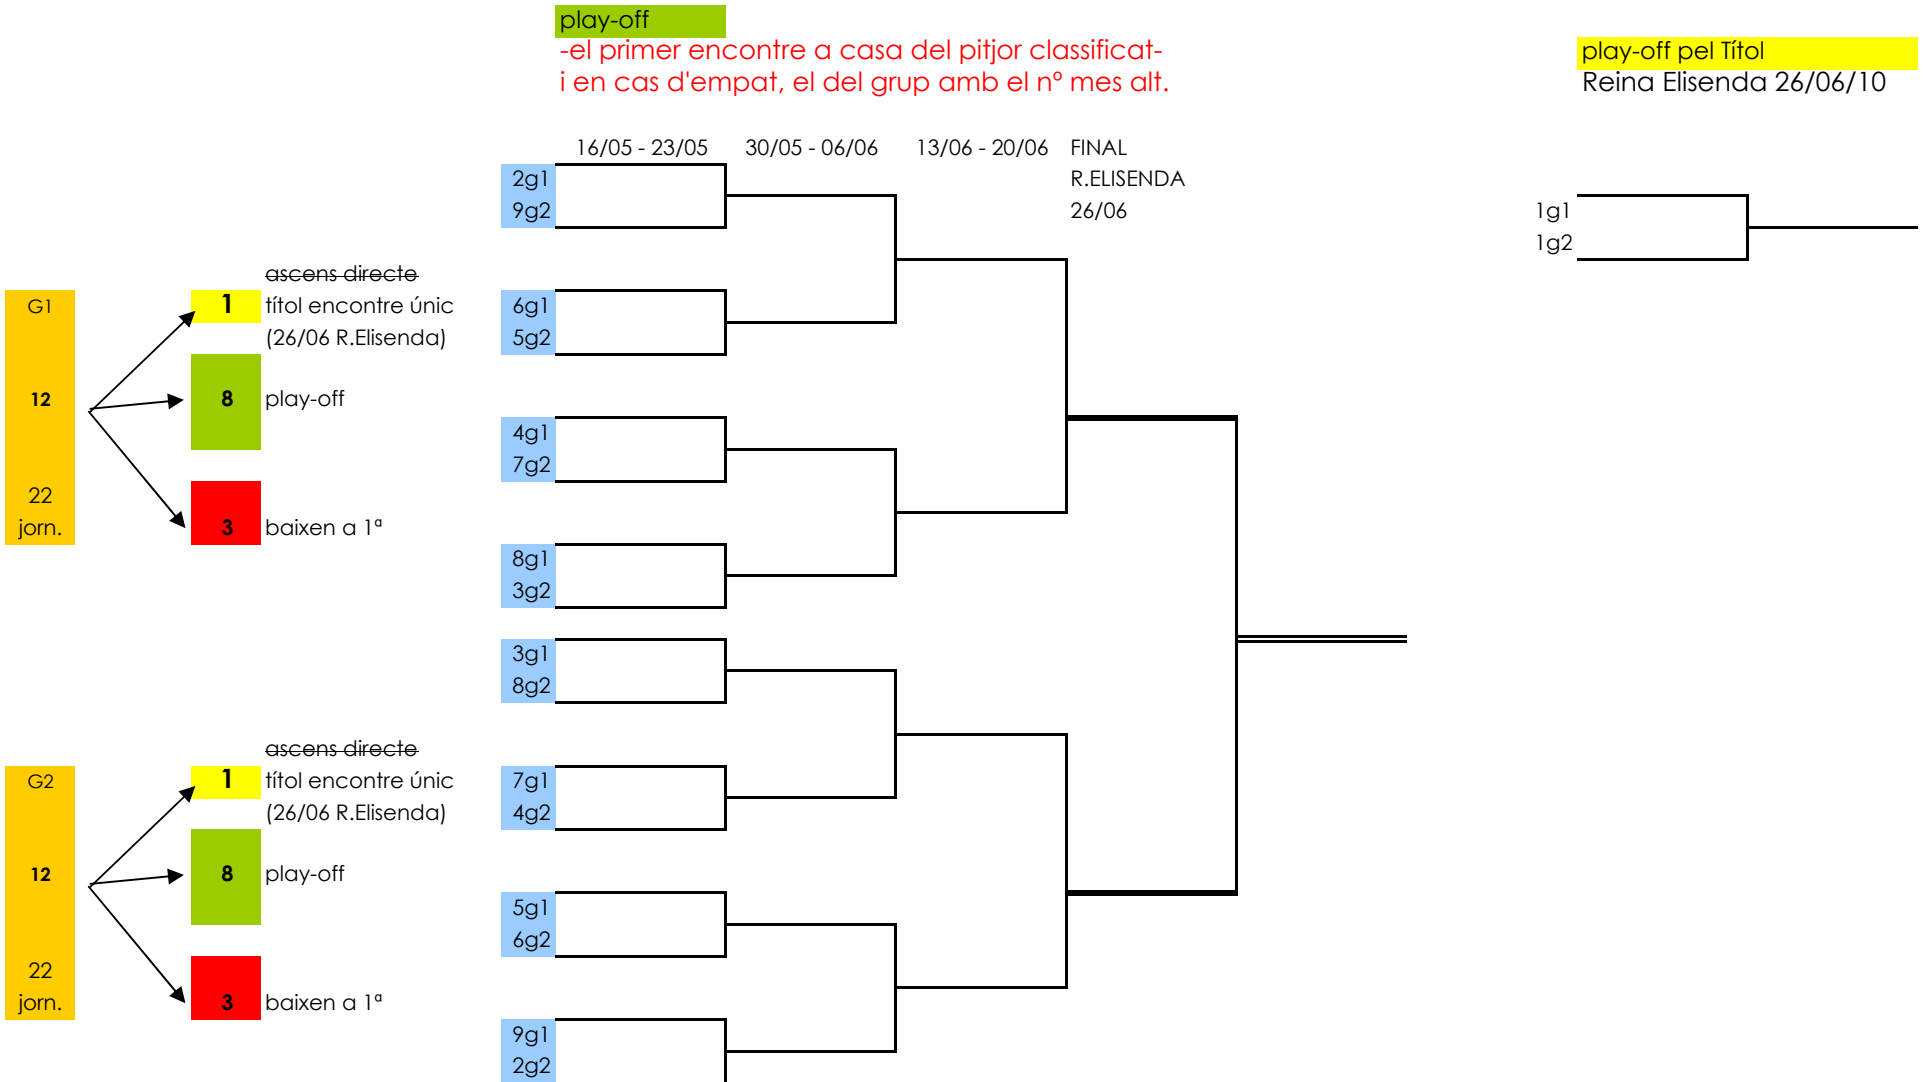 play-off
-el primer encontre a casa del pitjor classificat-
i en cas d'empat, el del grup amb el nº mes alt.
play-off pel Títol
Reina Elisenda 26/06/10
16/05 - 23/05
30/05 - 06/06
13/06 - 20/06
FINAL
R.ELISENDA
26/06
1g1
1g2
G1
12
22
jorn.
1
ascens directe
títol encontre únic
(26/06 R.Elisenda)
8
play-off
3
baixen a 1ª
G2
12
22
jorn.
1
ascens directe
títol encontre únic
(26/06 R.Elisenda)
8
play-off
3
baixen a 1ª
2g1
9g2
6g1
5g2
4g1
7g2
8g1
3g2
3g1
8g2
7g1
4g2
5g1
6g2
9g1
2g2